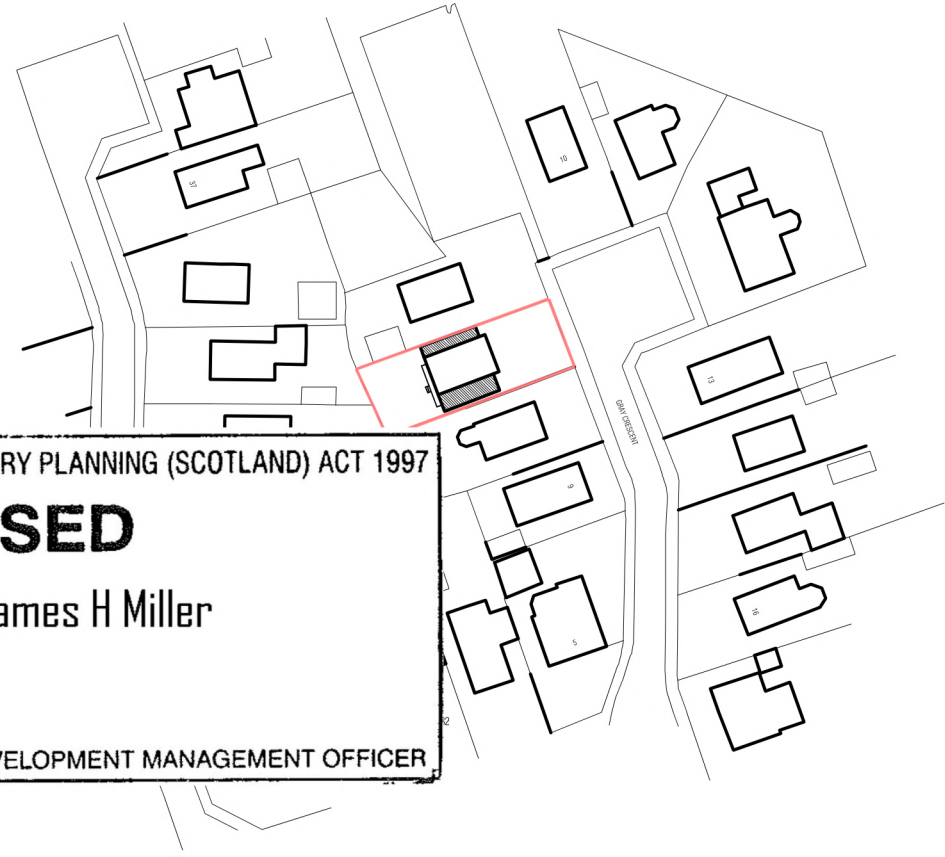 10
37
13
GRAY CRESCENT
9
RY PLANNING (SCOTLAND) ACT 1997
SED
ames H Miller
16
5
VELOPMENT MANAGEMENT OFFICER